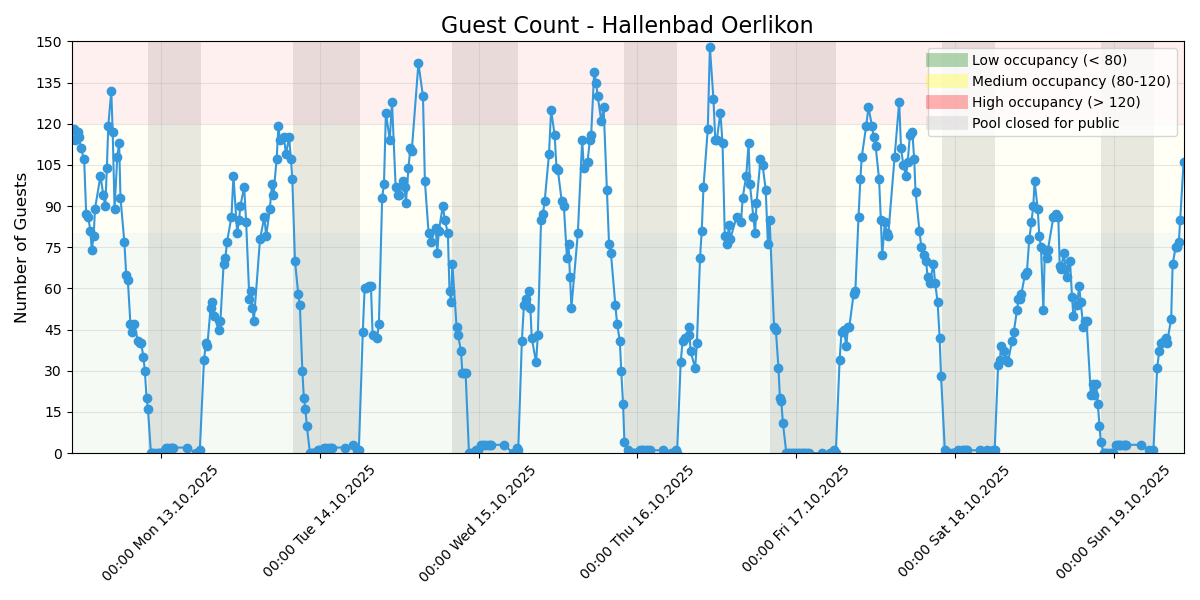 Guest Count - Hallenbad Oerlikon
Number of Guests
150
135
120
105
90
75
60
45
30
15
0
Low occupancy (< 80)
Medium occupancy (80-120)
High occupancy (> 120)
Pool closed for public
00:00 Mon 13.10.2025
00:00 Tue 14.10.2025
00:00 Wed 15.10.2025
00:00 Thu 16.10.2025
00:00 Fri 17.10.2025
00:00 Sat 18.10.2025
00:00 Sun 19.10.2025